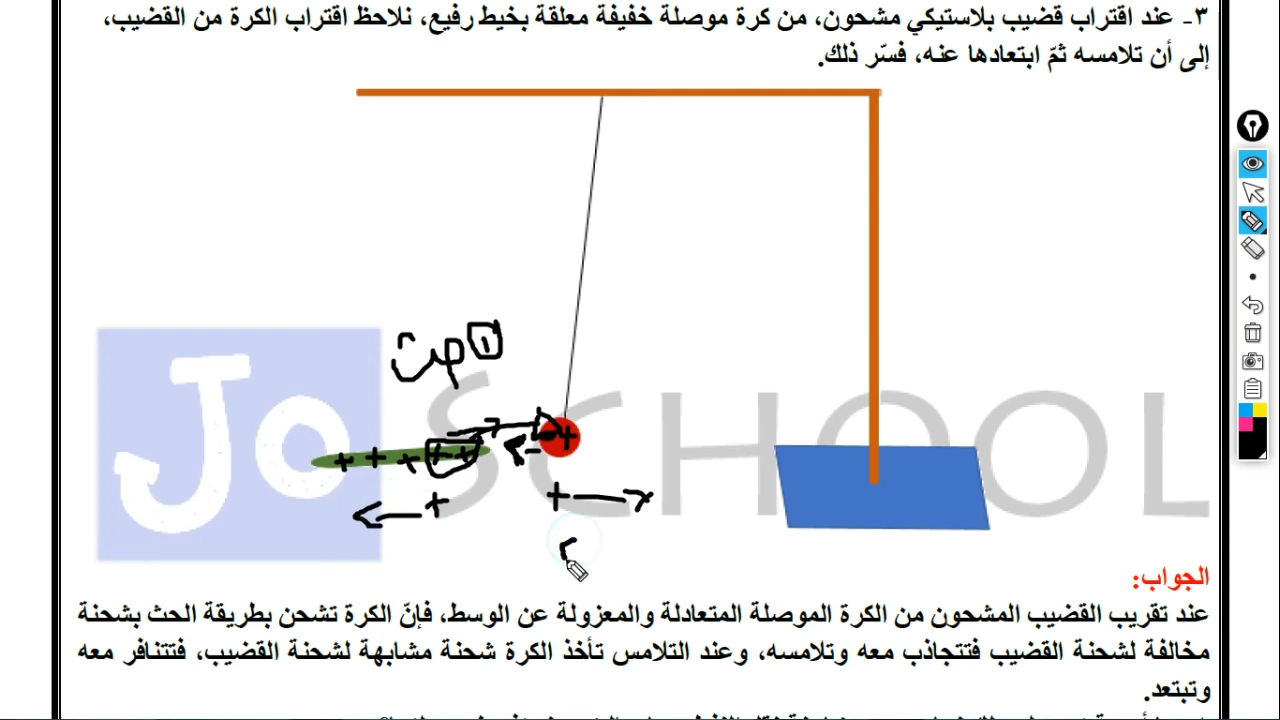 ٣- عند اقتراب قضيب بلاستيكي مشحون، من كرة موصلة خفيفة معلقة بخيط رفيع، نلاحظ اقتراب الكرة من القضيب،
إلى أن تلامسه ثمّ ابتعادها عنه، فسّر ذلك.
JO SCHOOL
+ + + + +
- +
-
+
+
الجواب:
عند تقريب القضيب المشحون من الكرة الموصلة المتعادلة والمعزولة عن الوسط، فإنّ الكرة تشحن بطريقة الحث بشحنة
مخالفة لشحنة القضيب فتتجاذب معه وتلامسه، وعند التلامس تأخذ الكرة شحنة مشابهة لشحنة القضيب، فتتنافر معه
وتبتعد.